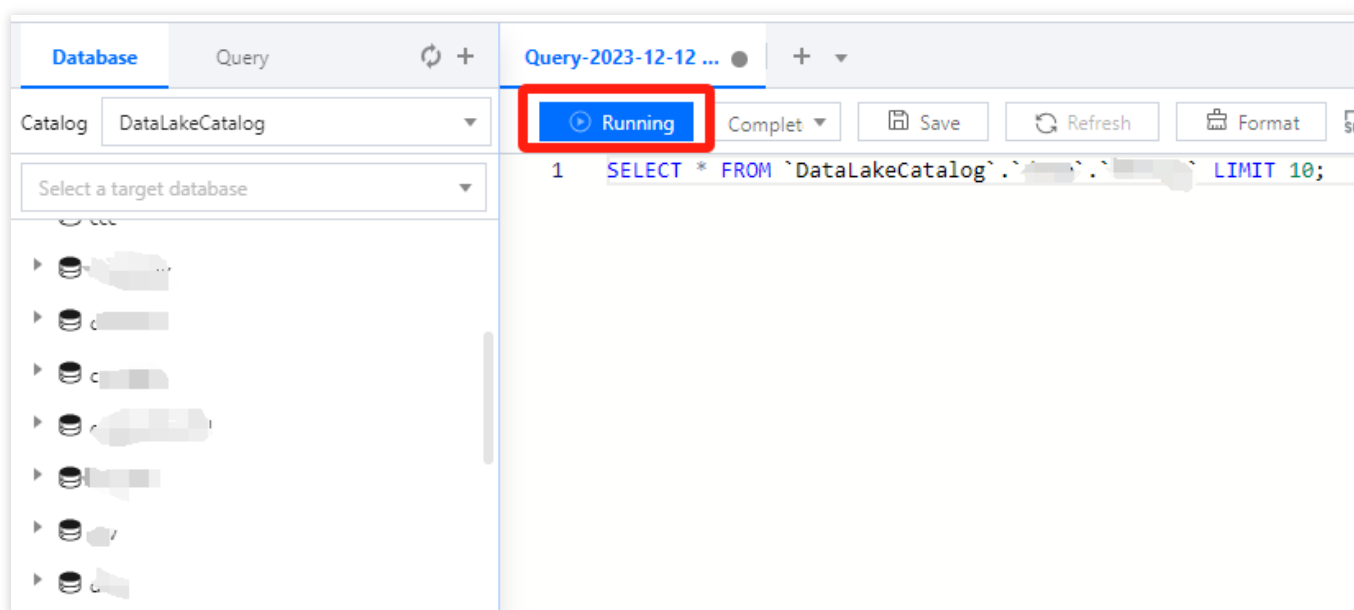 Database Query
Query-2023-12-12 ...
Catalog DataLakeCatalog
Running Complet Save Refresh Format
Select a target database
1 SELECT * FROM `DataLakeCatalog`.` `.` ` LIMIT 10;